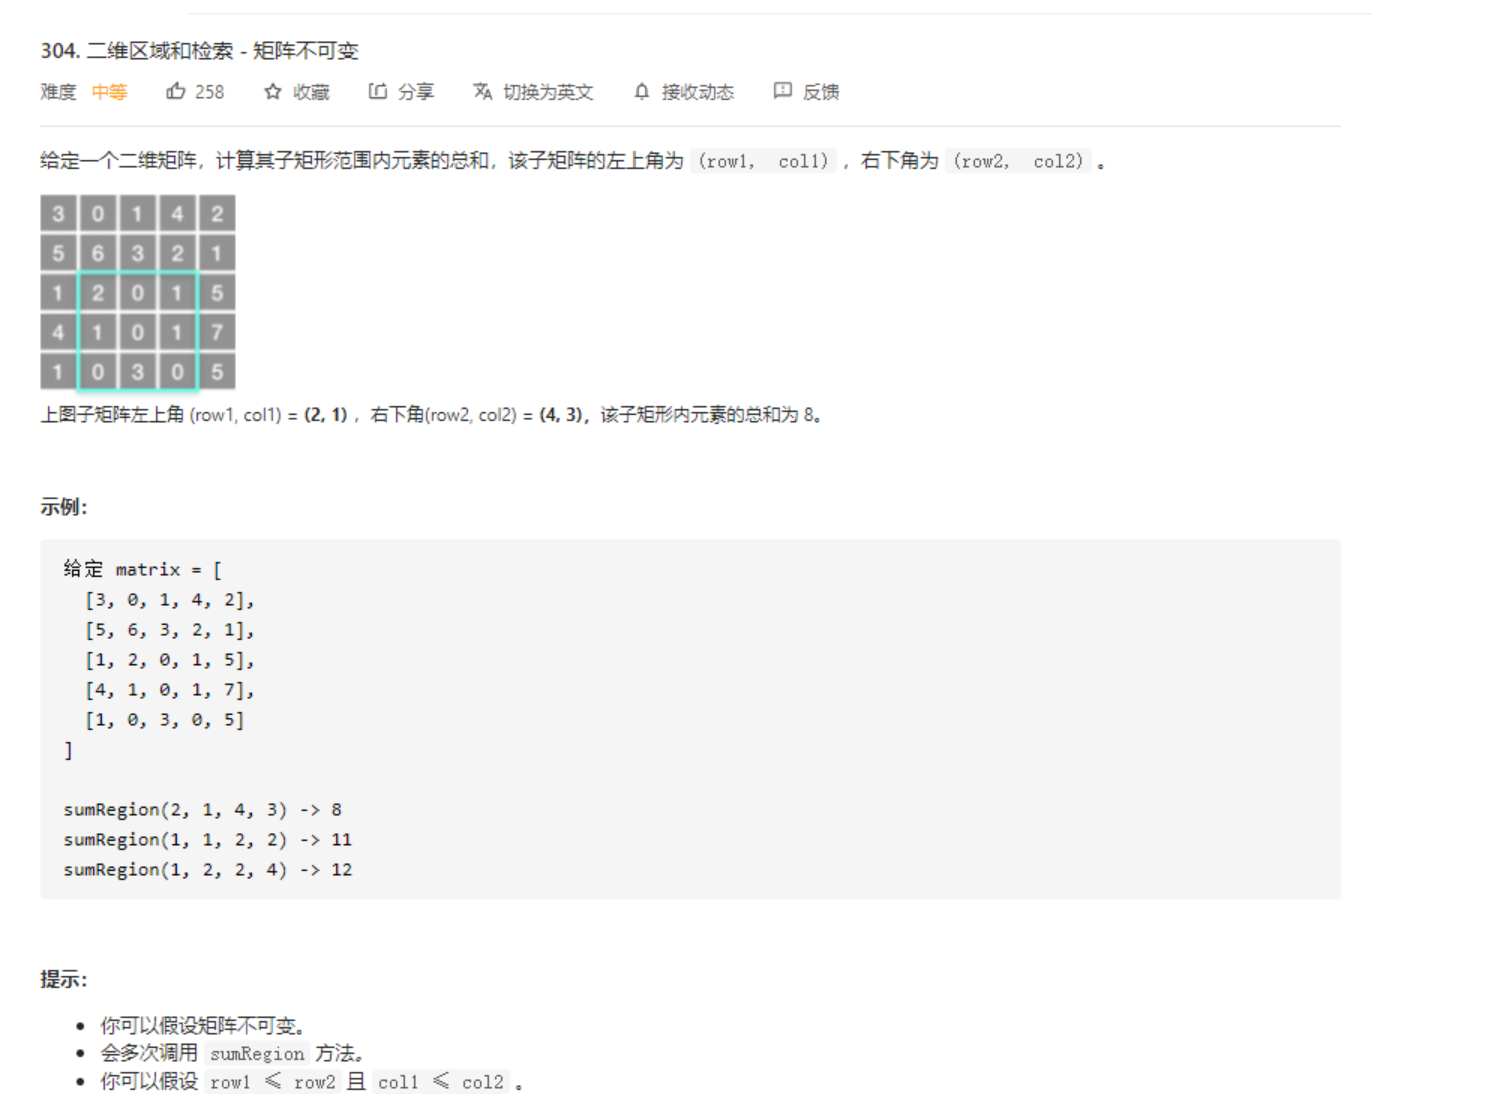 304. 二维区域和检索 - 矩阵不可变
难度 中等 258 收藏 分享 切换为英文 接收动态 反馈
给定一个二维矩阵，计算其子矩形范围内元素的总和，该子矩阵的左上角为 (row1, col1) ，右下角为 (row2, col2) 。
3 0 1 4 2
5 6 3 2 1
1 2 0 1 5
4 1 0 1 7
1 0 3 0 5
上图子矩阵左上角 (row1, col1) = (2, 1) ，右下角(row2, col2) = (4, 3)，该子矩形内元素的总和为 8。
示例：
给定 matrix = [
  [3, 0, 1, 4, 2],
  [5, 6, 3, 2, 1],
  [1, 2, 0, 1, 5],
  [4, 1, 0, 1, 7],
  [1, 0, 3, 0, 5]
]
sumRegion(2, 1, 4, 3) -> 8
sumRegion(1, 1, 2, 2) -> 11
sumRegion(1, 2, 2, 4) -> 12
提示：
• 你可以假设矩阵不可变。
• 会多次调用 sumRegion 方法。
• 你可以假设 row1 ≤ row2 且 col1 ≤ col2 。